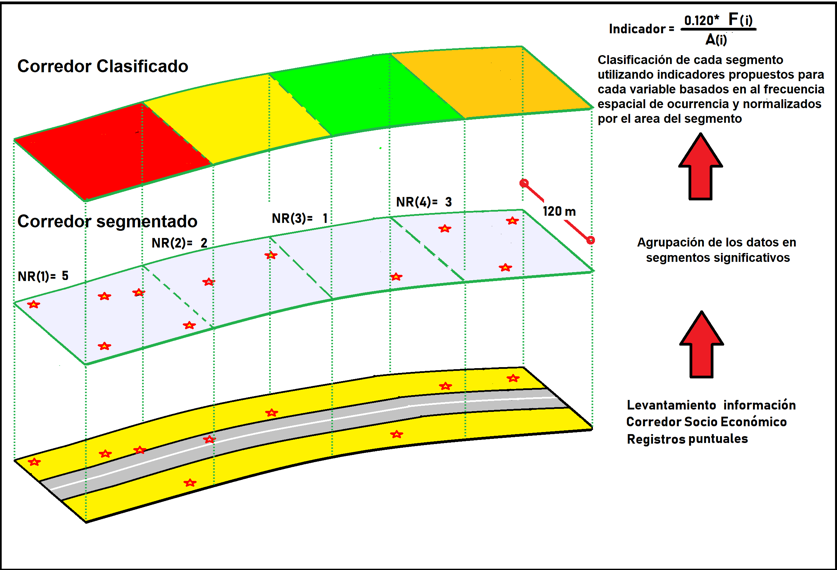 Indicador = 0.120* F(i)
A(i)
Corredor Clasificado
Clasificación de cada segmento
utilizando indicadores propuestos para
cada variable basados en al frecuencia
espacial de ocurrencia y normalizados
por el area del segmento
120 m
Corredor segmentado
NR(1)= 5
NR(2)= 2
NR(3)= 1
NR(4)= 3
Agrupación de los datos en
segmentos significativos
Levantamiento información
Corredor Socio Económico
Registros puntuales